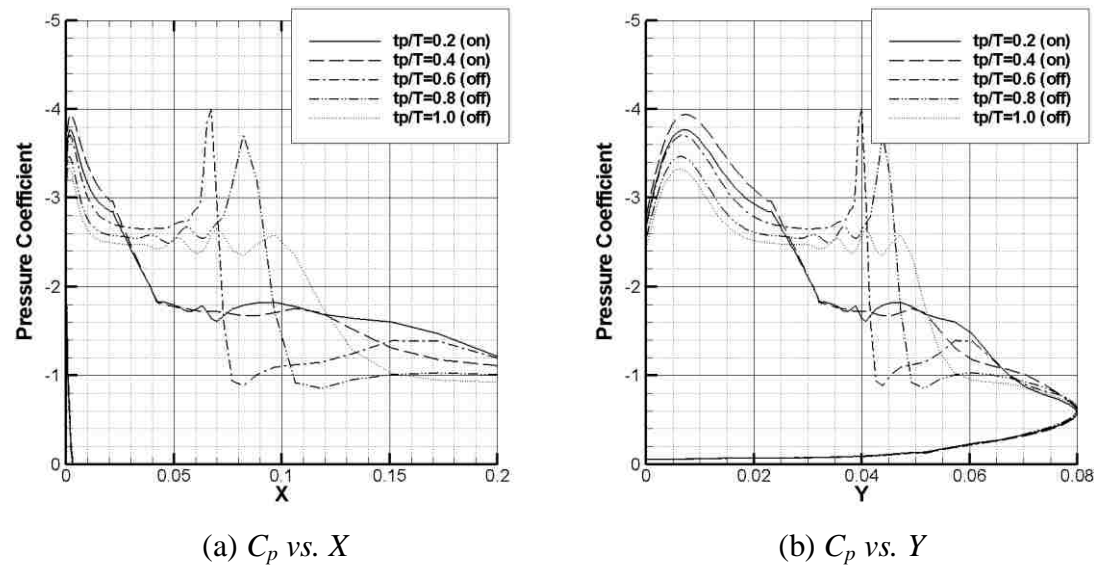 -5
-4
-3
-2
-1
0
0
0.05
0.1
0.15
0.2
Pressure Coefficient
X
tp/T=0.2 (on)
tp/T=0.4 (on)
tp/T=0.6 (off)
tp/T=0.8 (off)
tp/T=1.0 (off)
(a) Cp vs. X
-5
-4
-3
-2
-1
0
0
0.02
0.04
0.06
0.08
Pressure Coefficient
Y
tp/T=0.2 (on)
tp/T=0.4 (on)
tp/T=0.6 (off)
tp/T=0.8 (off)
tp/T=1.0 (off)
(b) Cp vs. Y